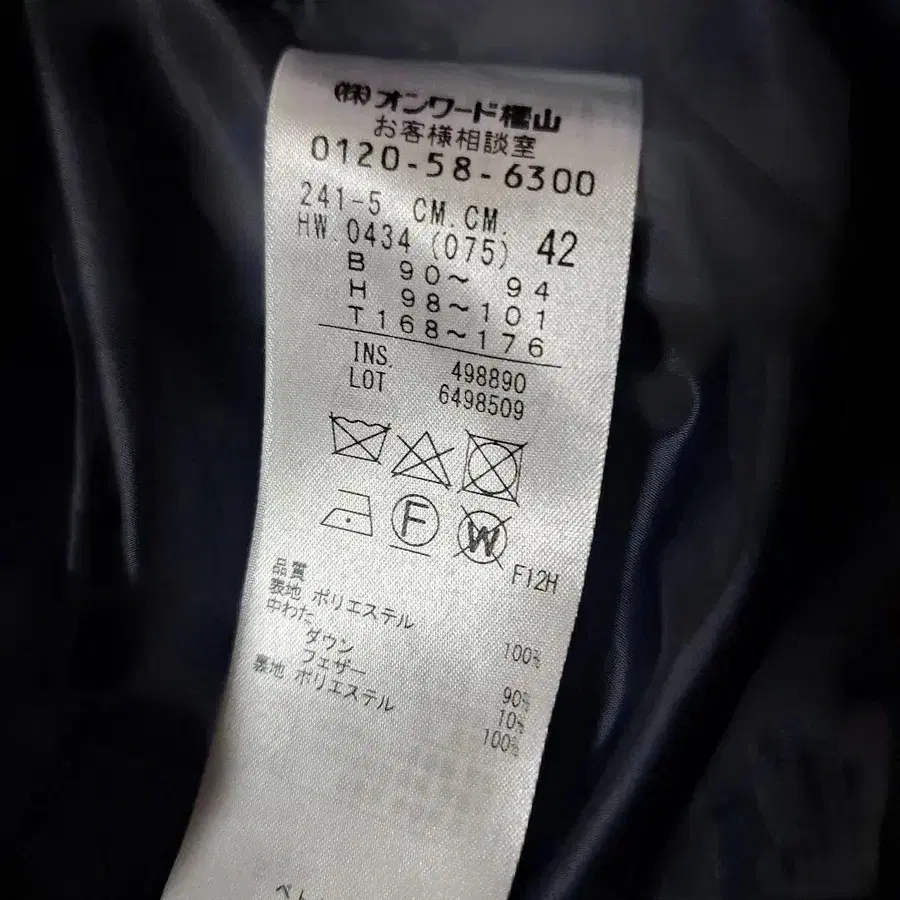 (株)オンワード樫山
お客様相談室
0120-58-6300
241-5 CM.CM. 42
HW.0434 (075)
B 90~ 94
H 98~101
T168~176
INS. 498890
LOT 6498509
F
W
F12H
品質
表地 ポリエステル 100%
中わた
ダウン 90%
フェザー 10%
裏地 ポリエステル 100%
ベト